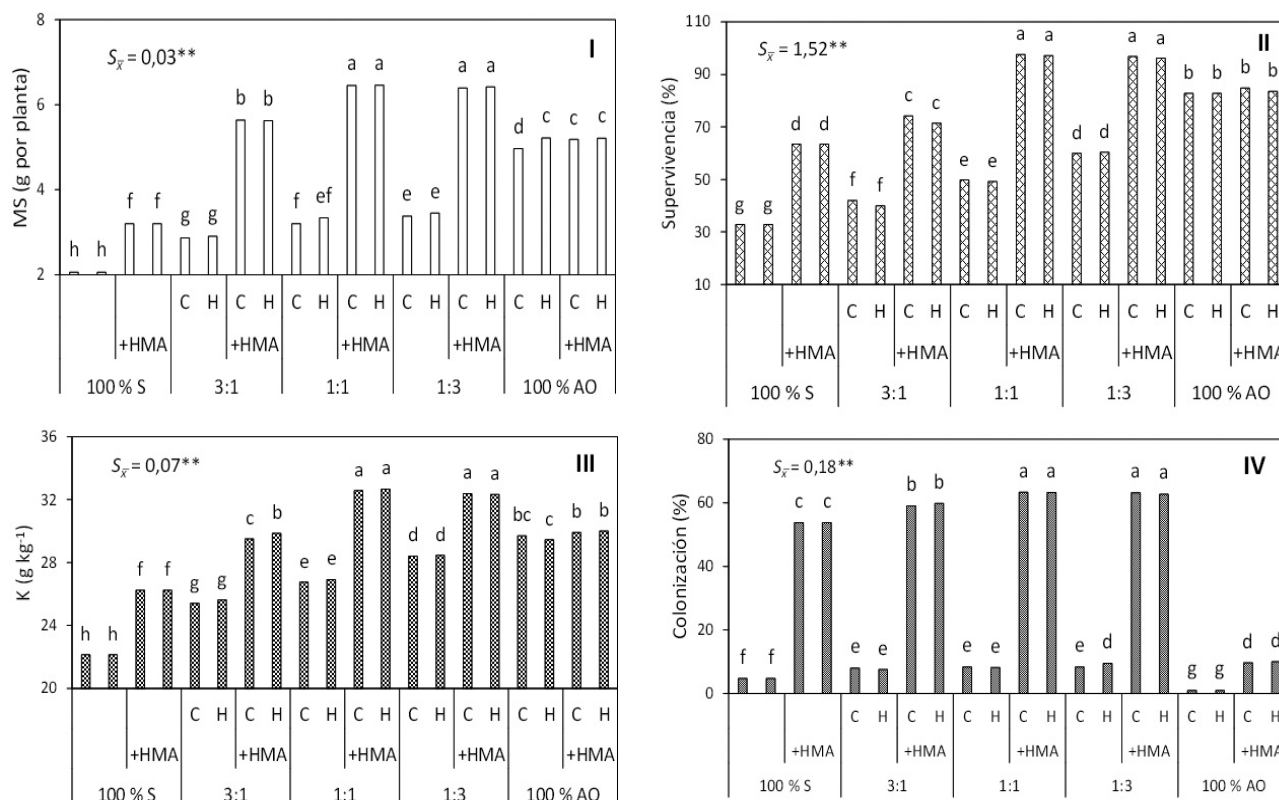 8
6
4
2
MS (g por planta)
S x̅ = 0,03**
I
h h f f g g b b f ef a a e e a a d c c c
C H C H C H C H C H C H C H C H
+HMA +HMA +HMA +HMA +HMA
100 % S 3:1 1:1 1:3 100 % AO
110
90
70
50
30
10
Supervivencia (%)
S x̅ = 1,52**
II
g g d d f f c c e e a a d d a a b b b b
C H C H C H C H C H C H C H C H
+HMA +HMA +HMA +HMA +HMA
100 % S 3:1 1:1 1:3 100 % AO
36
32
28
24
20
K (g kg-1)
S x̅ = 0,07**
III
h h f f g g c b e e a a d d a a bc c b b
C H C H C H C H C H C H C H C H
+HMA +HMA +HMA +HMA +HMA
100 % S 3:1 1:1 1:3 100 % AO
80
60
40
20
0
Colonización (%)
S x̅ = 0,18**
IV
f f c c e e b b e e a a e d a a g g d d
C H C H C H C H C H C H C H C H
+HMA +HMA +HMA +HMA +HMA
100 % S 3:1 1:1 1:3 100 % AO